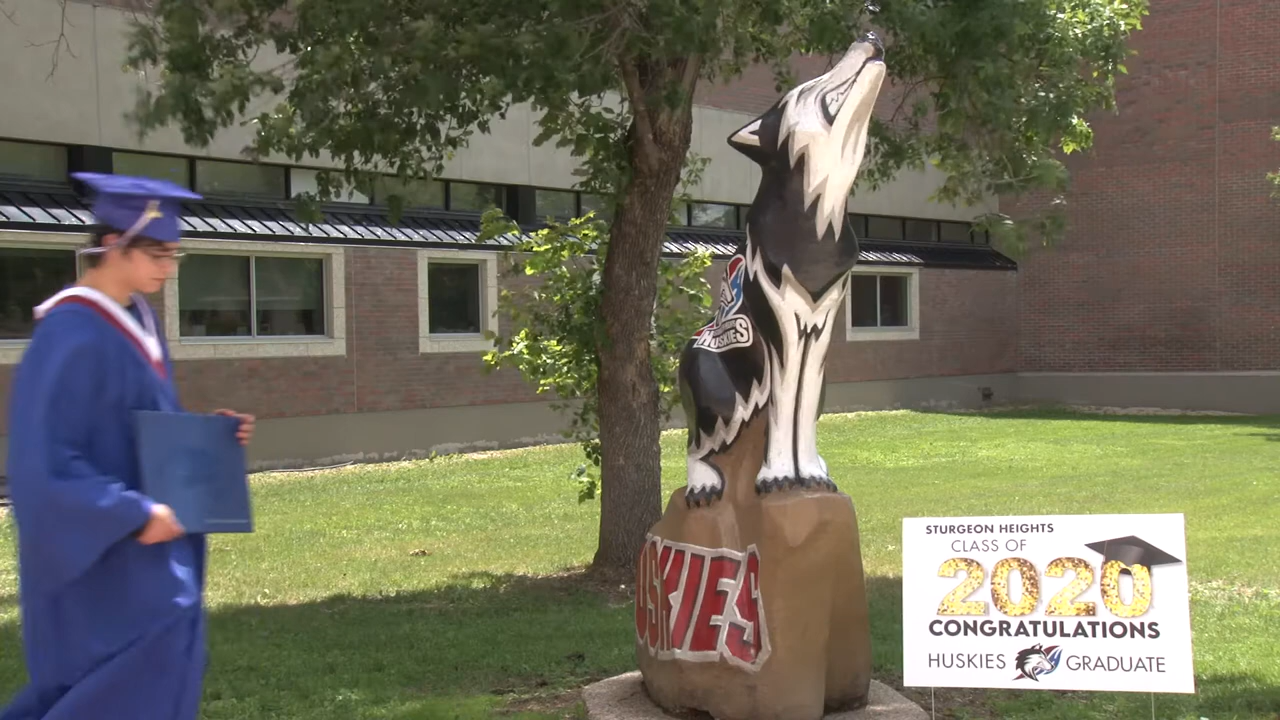 HUSKIES
USKIES
STURGEON HEIGHTS
CLASS OF
2020
CONGRATULATIONS
HUSKIES GRADUATE